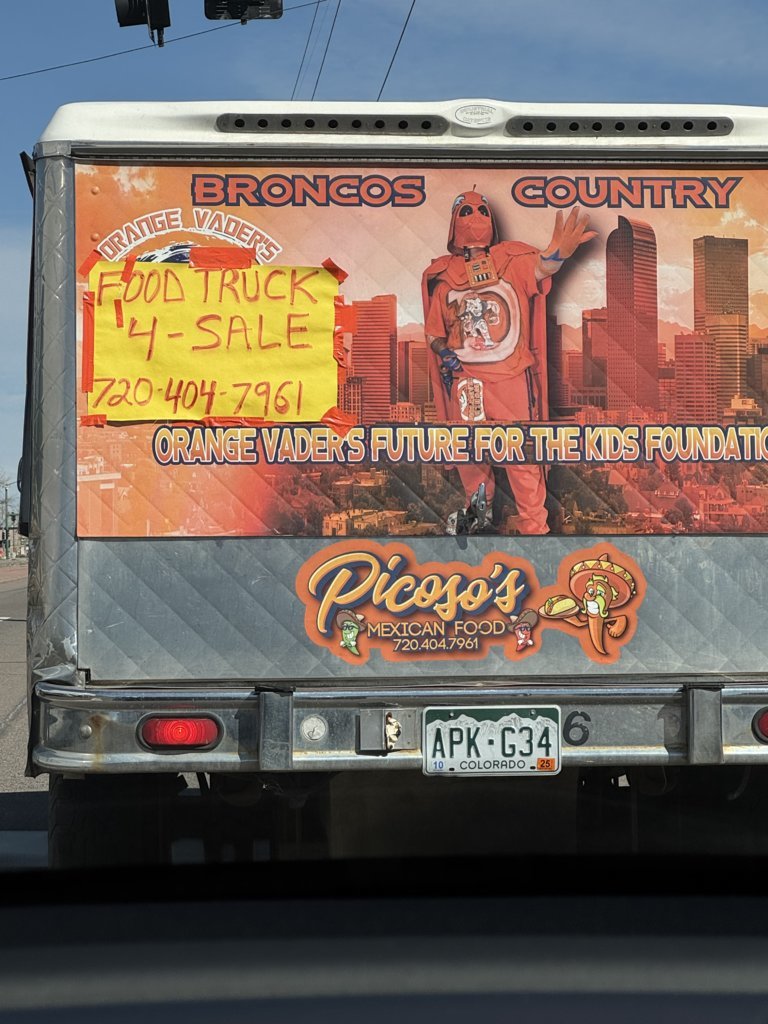 BRONCOS COUNTRY
ORANGE VADER'S
FOOD TRUCK
4-SALE
720-404-7961
ORANGE VADER'S FUTURE FOR THE KIDS FOUNDATIO
Picoso's
MEXICAN FOOD
720.404.7961
6
APK·G34
10 COLORADO 25